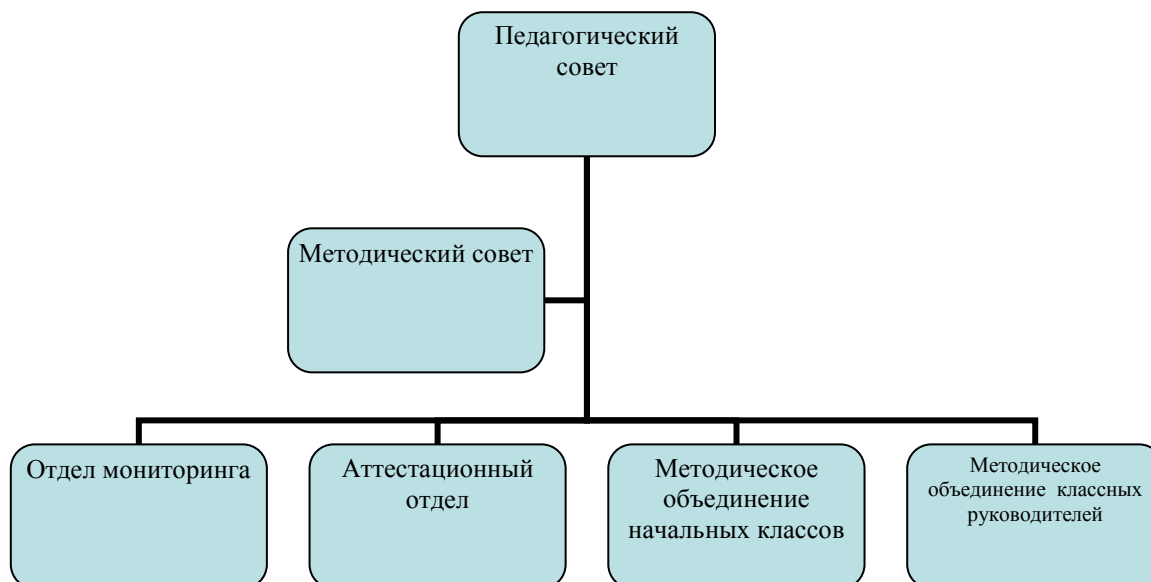 Педагогический
совет
Методический совет
Отдел мониторинга
Аттестационный
отдел
Методическое
объединение
начальных классов
Методическое
объединение классных
руководителей